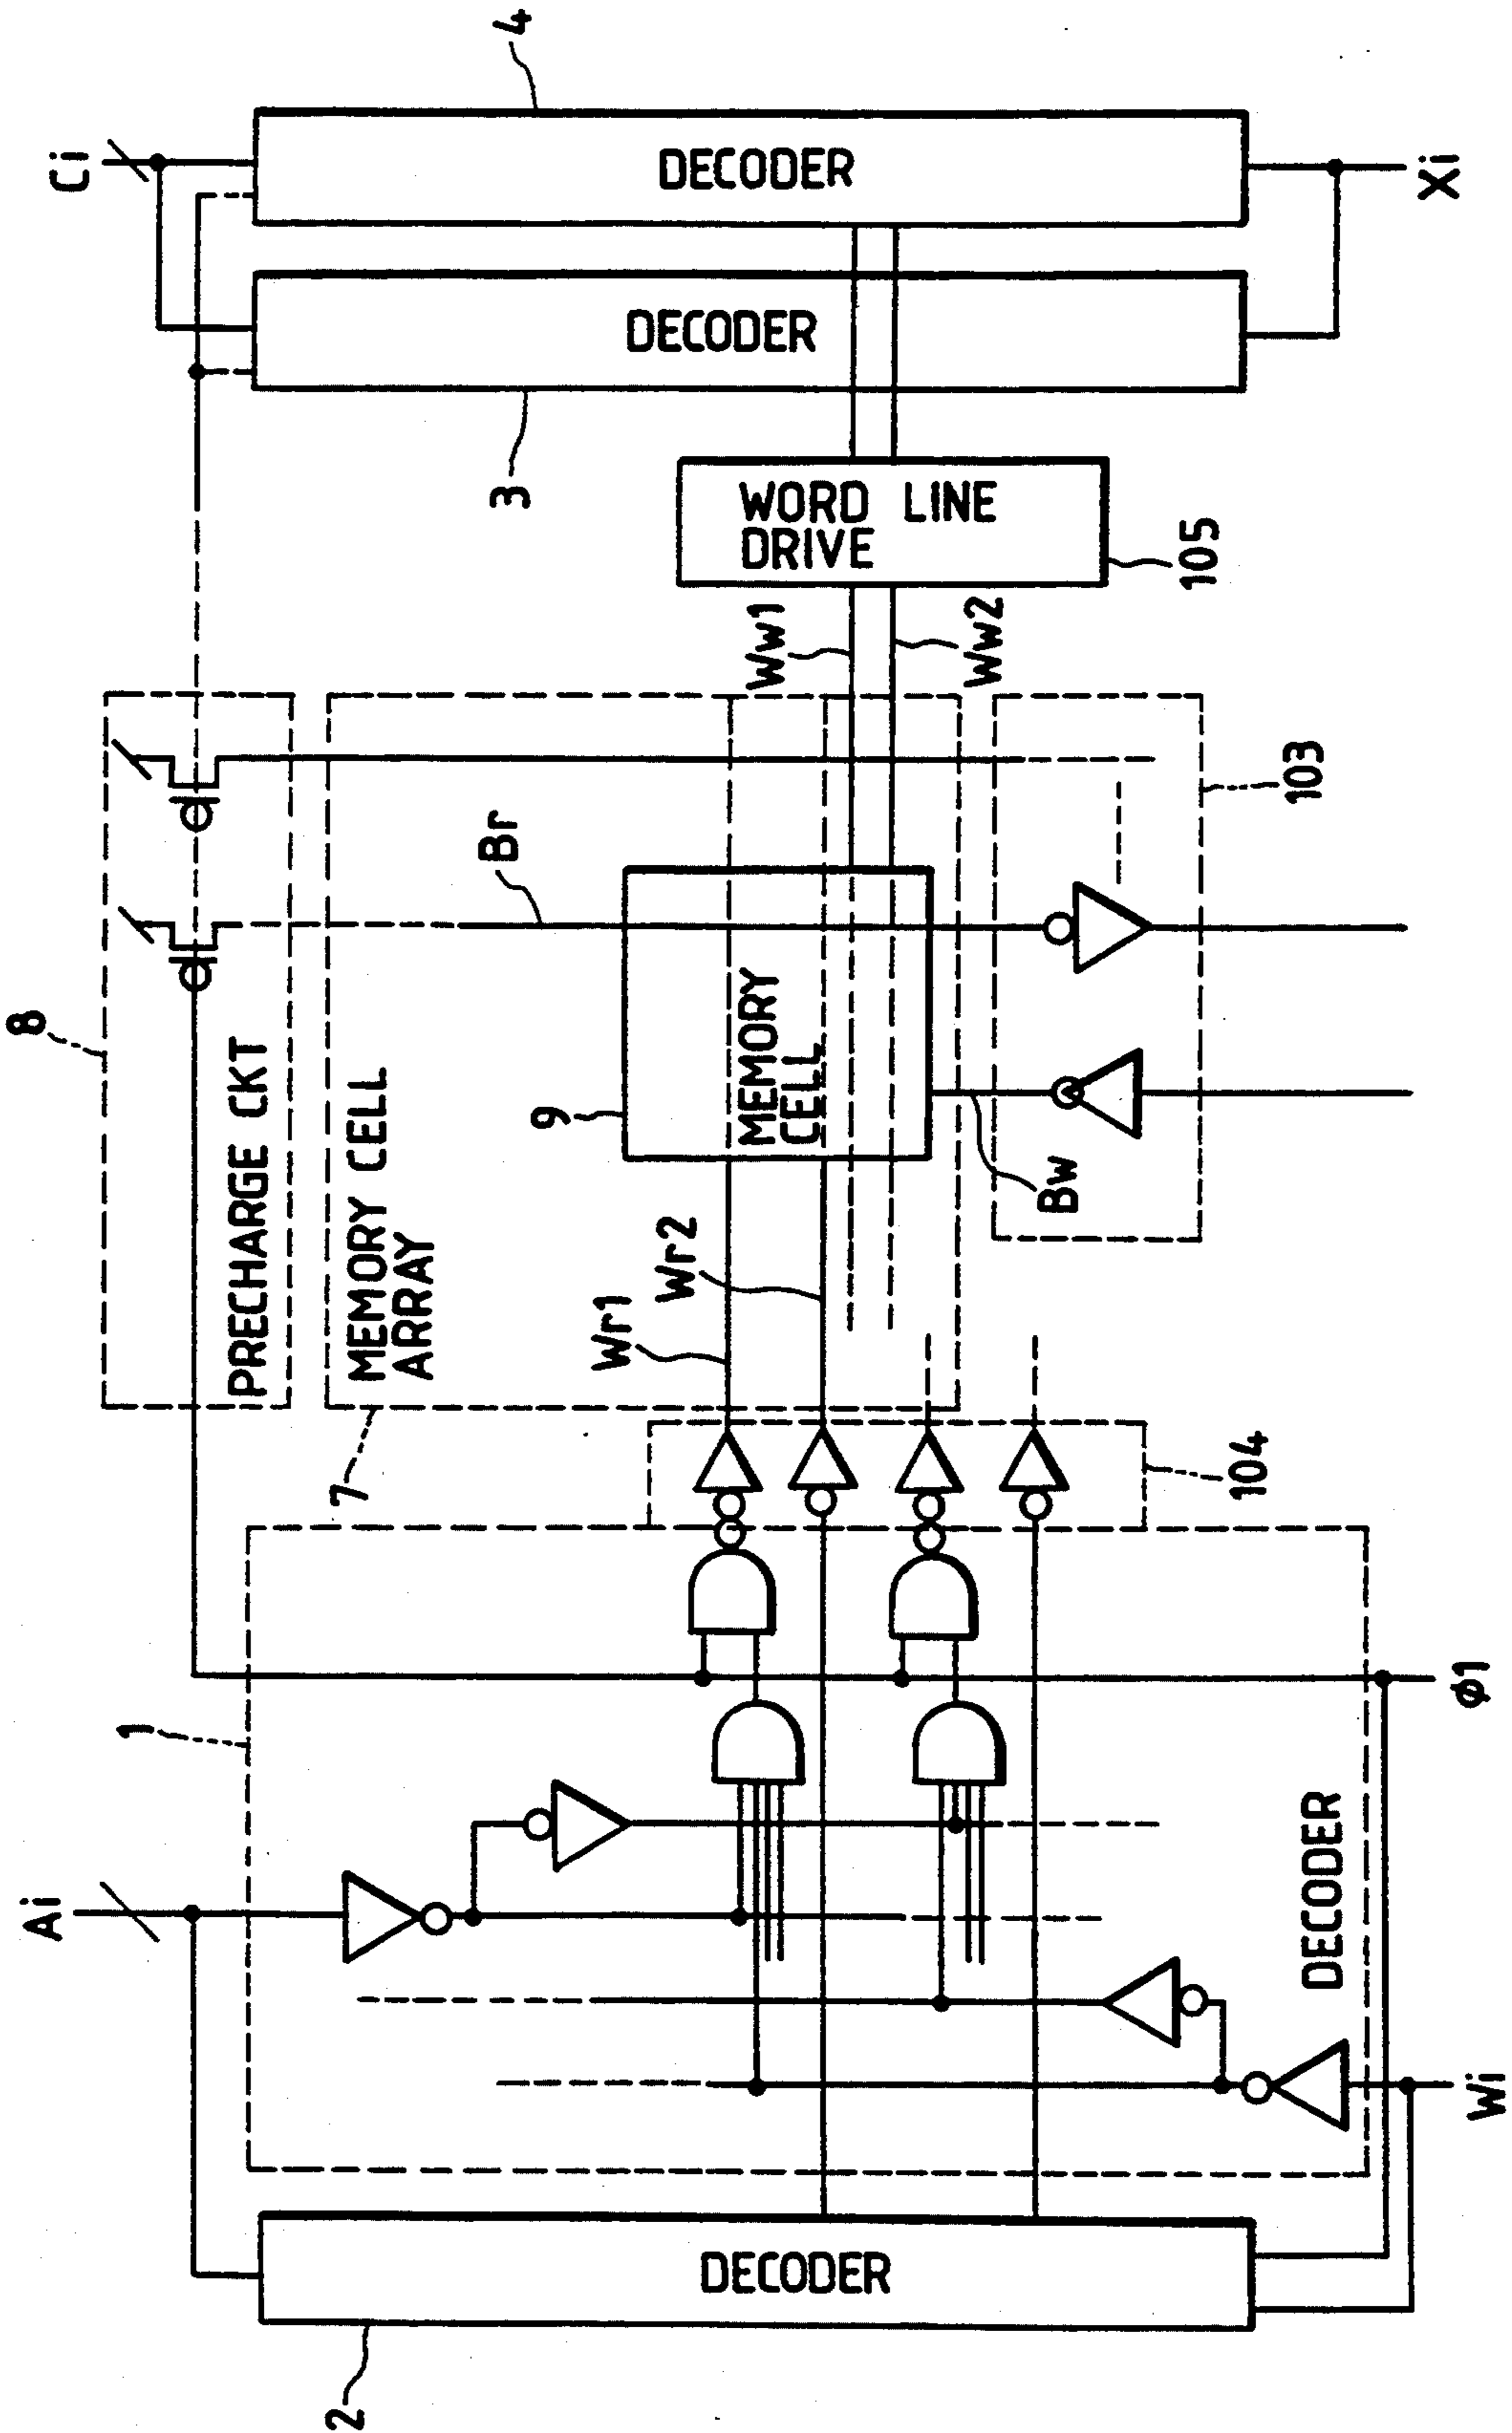 Ci
4
DECODER
Xi
DECODER
3
WORD LINE
DRIVE
105
Ww1
Ww2
103
Br
8
PRECHARGE CKT
MEMORY CELL
ARRAY
9
MEMORY
CELL
Bw
Wr1
Wr2
7
104
1
φ1
Ai
DECODER
Wi
DECODER
2